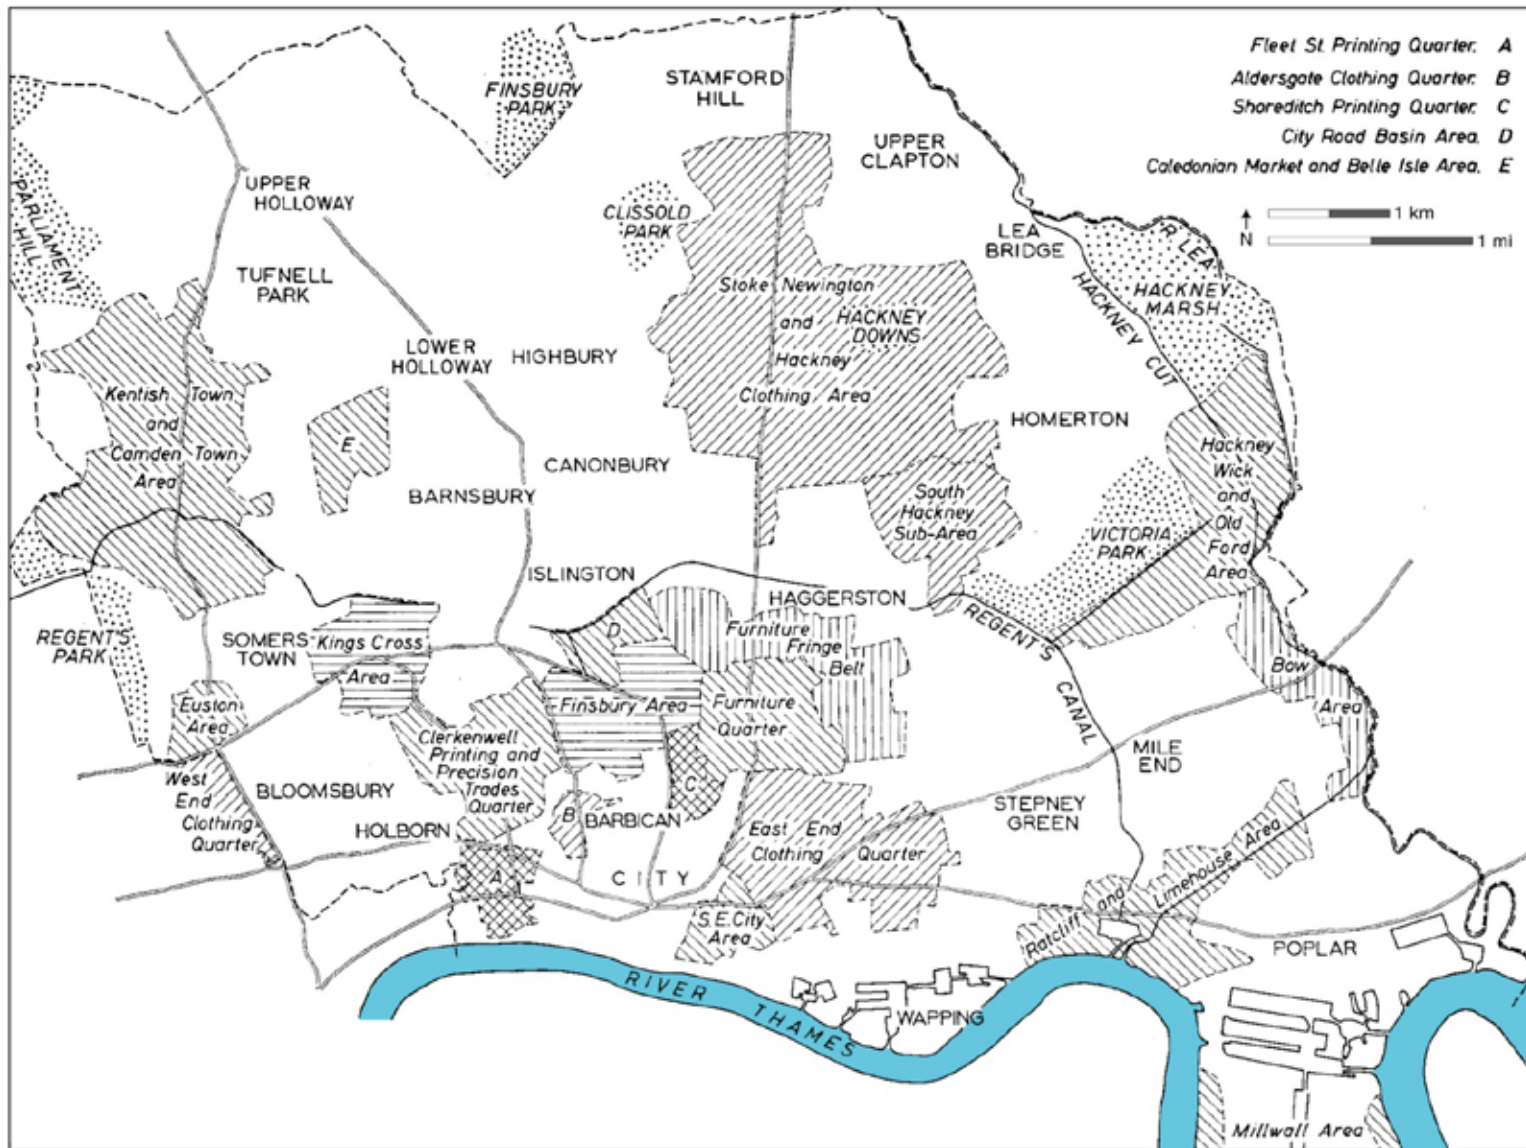 Fleet St. Printing Quarter. A
Aldersgate Clothing Quarter. B
Shoreditch Printing Quarter. C
City Road Basin Area. D
Caledonian Market and Belle Isle Area. E
1 km
N
1 mi
FINSBURY
PARK
STAMFORD
HILL
UPPER
CLAPTON
PARLIAMENT
HILL
UPPER
HOLLOWAY
CLISSOLD
PARK
LEA
BRIDGE
R LEA
HACKNEY
MARSH
HACKNEY CUT
TUFNELL
PARK
Stoke Newington
and
Hackney
Clothing Area
HACKNEY
DOWNS
LOWER
HOLLOWAY
HIGHBURY
Kentish Town
and
Camden Town
Area
E
HOMERTON
CANONBURY
BARNSBURY
Hackney
Wick
and
Old
Ford
Area
South
Hackney
Sub-Area
VICTORIA
PARK
ISLINGTON
HAGGERSTON
REGENT'S
CANAL
REGENT'S
PARK
SOMERS
TOWN
Kings Cross
Area
D
Furniture
Fringe
Belt
Bow
Area
Euston
Area
Finsbury Area
Furniture
Quarter
Clerkenwell
Printing and
Precision
Trades
Quarter
MILE
END
West
End
Clothing
Quarter
BLOOMSBURY
C
B
BARBICAN
STEPNEY
GREEN
HOLBORN
East End
Clothing Quarter
A
CITY
Ratcliff and
Limehouse Area
S.E.City
Area
POPLAR
RIVER THAMES
WAPPING
Millwall Area